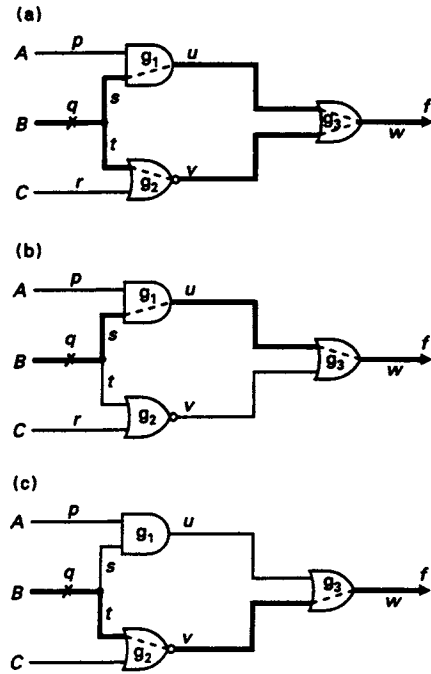 (a)
A p g1 u
q s f
B g3 w
t
C r g2 v
(b)
A p g1 u
q s f
B g3 w
t
C r g2 v
(c)
A p g1 u
q s f
B g3 w
t
C g2 v